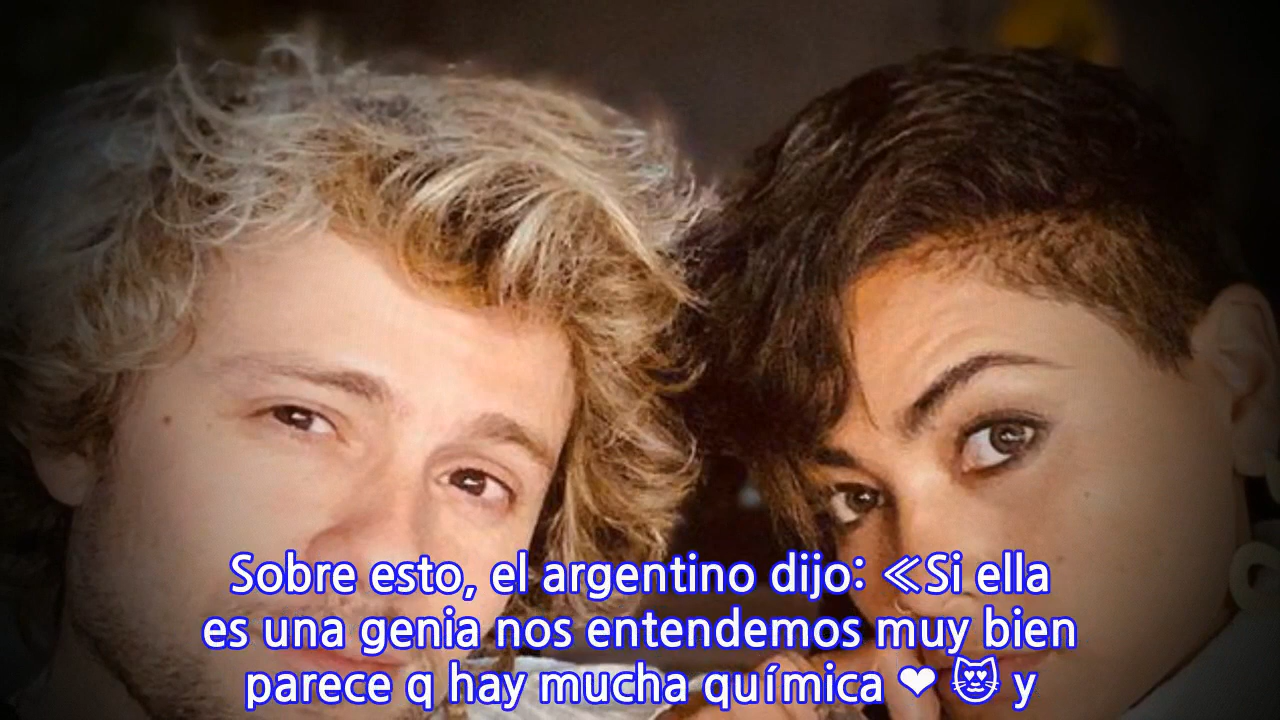 Sobre esto, el argentino dijo: ≪Si ella
es una genia nos entendemos muy bien
parece q hay mucha química ❤😻 y